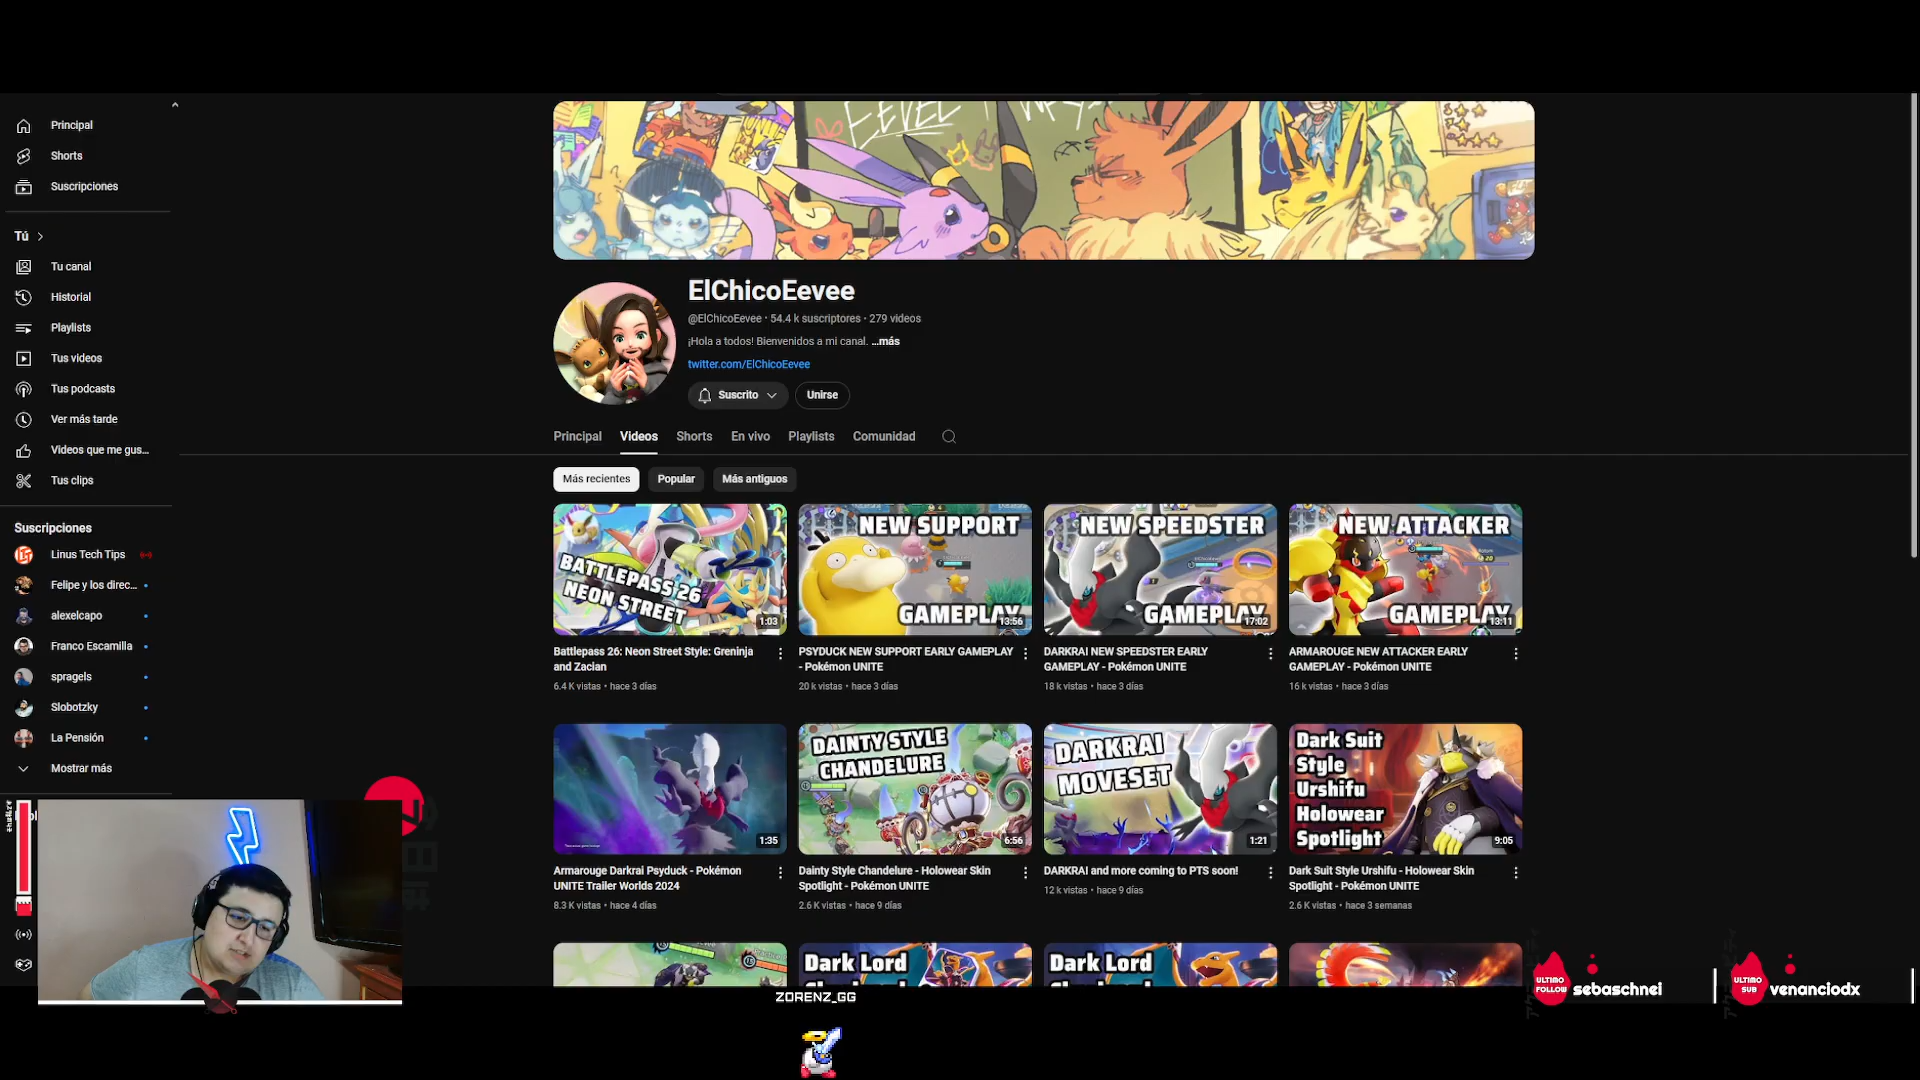 Principal
Shorts
Suscripciones
Tú
Tu canal
Historial
Playlists
Tus videos
Tus podcasts
Ver más tarde
Videos que me gus...
Tus clips
Suscripciones
Linus Tech Tips
Felipe y los direc...
alexelcapo
Franco Escamilla
spragels
Slobotzky
La Pensión
Mostrar más
ElChicoEevee
@ElChicoEevee • 54.4 k suscriptores • 279 videos
¡Hola a todos! Bienvenidos a mi canal. ...más
twitter.com/ElChicoEevee
Suscrito
Unirse
Principal
Videos
Shorts
En vivo
Playlists
Comunidad
Más recientes
Popular
Más antiguos
BATTLEPASS 26
NEON STREET
1:03
NEW SUPPORT
GAMEPLAY
13:56
NEW SPEEDSTER
GAMEPLAY
17:02
NEW ATTACKER
GAMEPLAY
13:11
Battlepass 26: Neon Street Style: Greninja
and Zacian
6.4 K vistas • hace 3 días
PSYDUCK NEW SUPPORT EARLY GAMEPLAY
- Pokémon UNITE
20 k vistas • hace 3 días
DARKRAI NEW SPEEDSTER EARLY
GAMEPLAY - Pokémon UNITE
18 k vistas • hace 3 días
ARMAROUGE NEW ATTACKER EARLY
GAMEPLAY - Pokémon UNITE
16 k vistas • hace 3 días
1:35
DAINTY STYLE
CHANDELURE
6:56
DARKRAI
MOVESET
1:21
Dark Suit
Style
Urshifu
Holowear
Spotlight
9:05
Armarouge Darkrai Psyduck - Pokémon
UNITE Trailer Worlds 2024
8.3 K vistas • hace 4 días
Dainty Style Chandelure - Holowear Skin
Spotlight - Pokémon UNITE
2.6 K vistas • hace 9 días
DARKRAI and more coming to PTS soon!
12 k vistas • hace 9 días
Dark Suit Style Urshifu - Holowear Skin
Spotlight - Pokémon UNITE
2.6 K vistas • hace 3 semanas
Dark Lord
Dark Lord
ZORENZ_GG
ULTIMO
FOLLOW
sebaschnei
ULTIMO
SUB
venanciodx